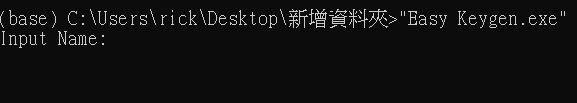 (base) C:\Users\rick\Desktop\新增資料夾>"Easy Keygen.exe"
Input Name: